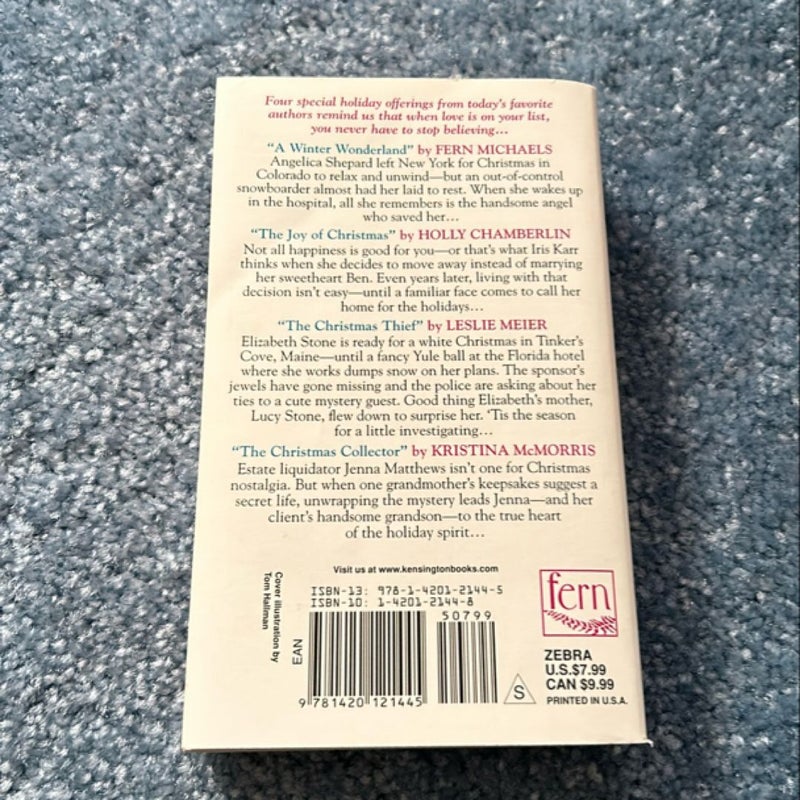 Four special holiday offerings from today's favorite
authors remind us that when love is on your list,
you never have to stop believing...
"A Winter Wonderland" by FERN MICHAELS
Angelica Shepard left New York for Christmas in
Colorado to relax and unwind—but an out-of-control
snowboarder almost had her laid to rest. When she wakes up
in the hospital, all she remembers is the handsome angel
who saved her...
"The Joy of Christmas" by HOLLY CHAMBERLIN
Not all happiness is good for you—or that's what Iris Karr
thinks when she decides to move away instead of marrying
her sweetheart Ben. Even years later, living with that
decision isn't easy—until a familiar face comes to call her
home for the holidays...
"The Christmas Thief" by LESLIE MEIER
Elizabeth Stone is ready for a white Christmas in Tinker's
Cove, Maine—until a fancy Yule ball at the Florida hotel
where she works dumps snow on her plans. The sponsor's
jewels have gone missing and the police are asking about her
ties to a cute mystery guest. Good thing Elizabeth's mother,
Lucy Stone, flew down to surprise her. 'Tis the season
for a little investigating...
"The Christmas Collector" by KRISTINA McMORRIS
Estate liquidator Jenna Matthews isn't one for Christmas
nostalgia. But when one grandmother's keepsakes suggest a
secret life, unwrapping the mystery leads Jenna—and her
client's handsome grandson—to the true heart
of the holiday spirit...
Visit us at www.kensingtonbooks.com
Cover illustration by
Tom Hallman
ISBN-13: 978-1-4201-2144-5
ISBN-10: 1-4201-2144-8
50799
EAN
9 781420 121445
S
fern
ZEBRA
U.S.$7.99
CAN $9.99
PRINTED IN U.S.A.